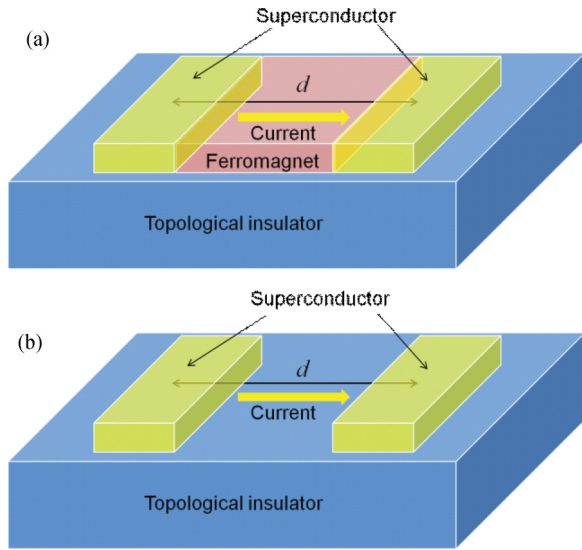 (a)
Superconductor
d
Current
Ferromagnet
Topological insulator
(b)
Superconductor
d
Current
Topological insulator